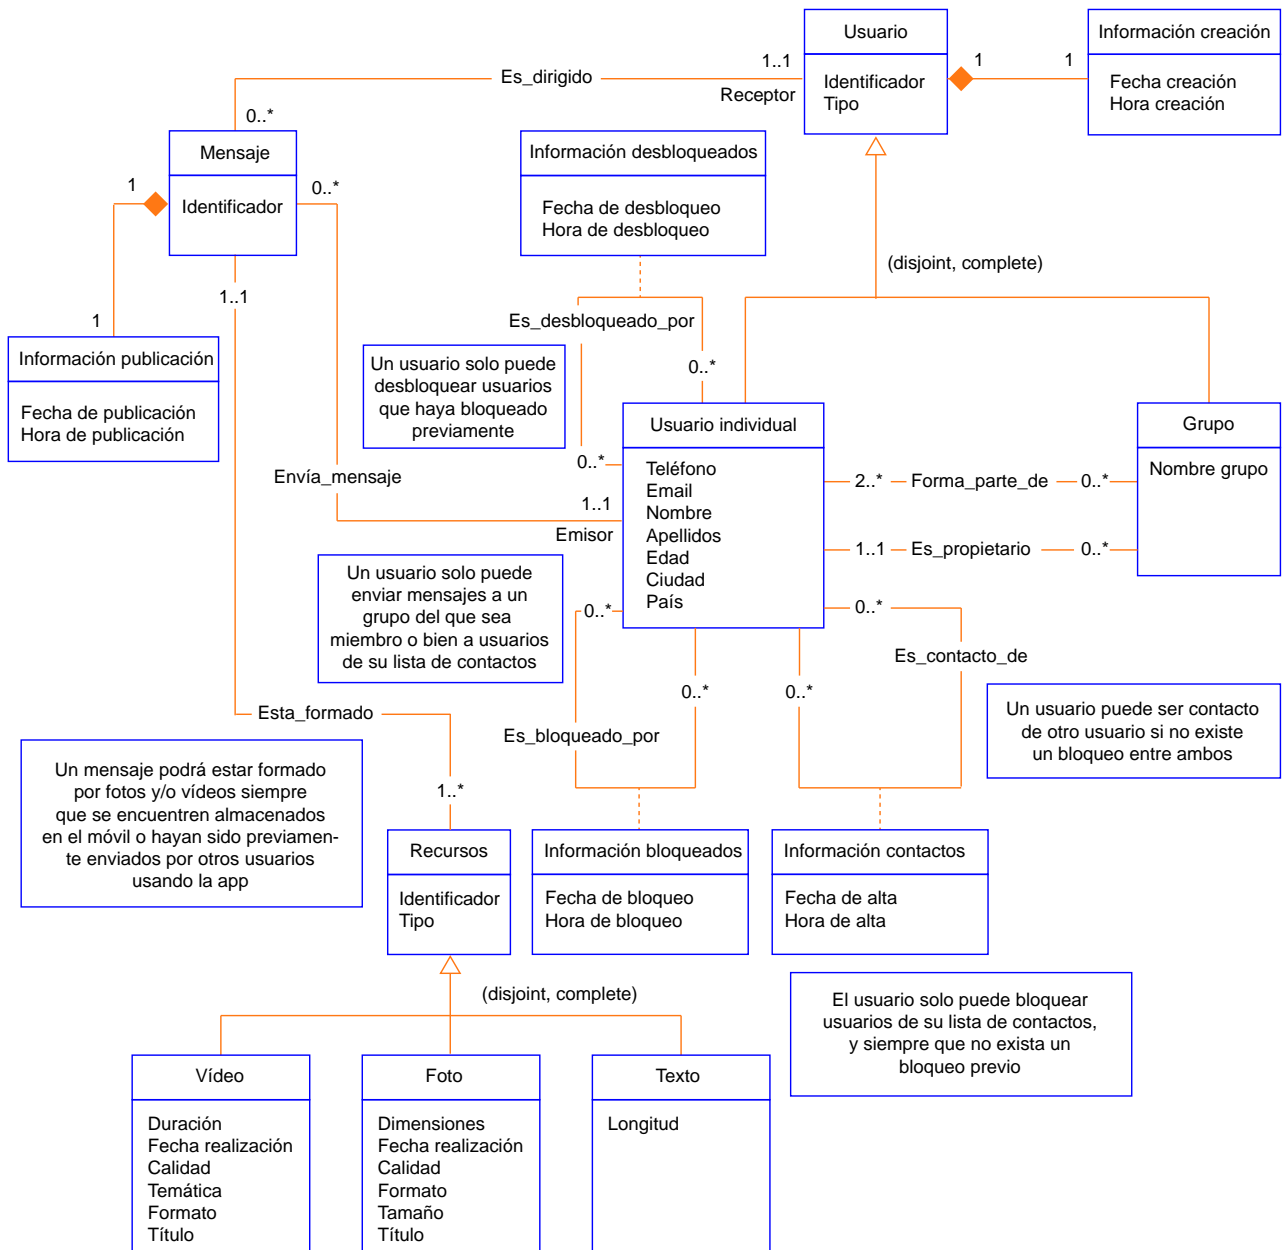 Usuario
Identificador
Tipo
Información creación
Fecha creación
Hora creación
1
1
1..1
Receptor
Es_dirigido
0..*
Mensaje
Identificador
1
0..*
1..1
1
Información publicación
Fecha de publicación
Hora de publicación
Información desbloqueados
Fecha de desbloqueo
Hora de desbloqueo
(disjoint, complete)
Es_desbloqueado_por
0..*
0..*
Un usuario solo puede
desbloquear usuarios
que haya bloqueado
previamente
Envía_mensaje
1..1
Emisor
Usuario individual
Teléfono
Email
Nombre
Apellidos
Edad
Ciudad
País
Grupo
Nombre grupo
2..*
Forma_parte_de
0..*
1..1
Es_propietario
0..*
Un usuario solo puede
enviar mensajes a un
grupo del que sea
miembro o bien a usuarios
de su lista de contactos
0..*
0..*
Es_bloqueado_por
0..*
0..*
Es_contacto_de
Un usuario puede ser contacto
de otro usuario si no existe
un bloqueo entre ambos
Esta_formado
1..*
Un mensaje podrá estar formado
por fotos y/o vídeos siempre
que se encuentren almacenados
en el móvil o hayan sido previamen-
te enviados por otros usuarios
usando la app
Recursos
Identificador
Tipo
Información bloqueados
Fecha de bloqueo
Hora de bloqueo
Información contactos
Fecha de alta
Hora de alta
(disjoint, complete)
El usuario solo puede bloquear
usuarios de su lista de contactos,
y siempre que no exista un
bloqueo previo
Vídeo
Duración
Fecha realización
Calidad
Temática
Formato
Título
Foto
Dimensiones
Fecha realización
Calidad
Formato
Tamaño
Título
Texto
Longitud